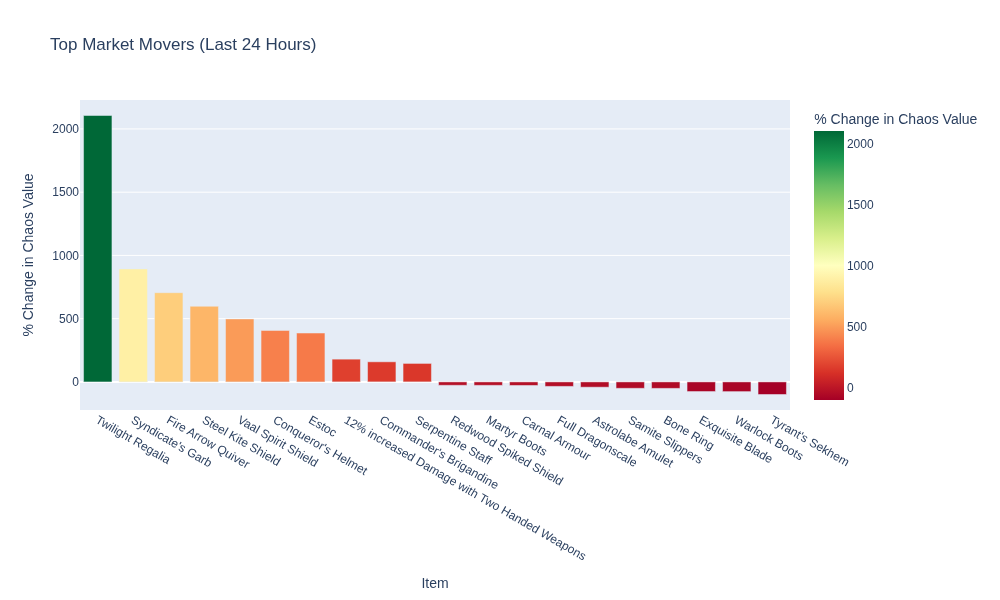 Top Market Movers (Last 24 Hours)
% Change in Chaos Value
2000
1500
1000
500
0
% Change in Chaos Value
2000
1500
1000
500
0
Twilight Regalia
Syndicate's Garb
Fire Arrow Quiver
Steel Kite Shield
Vaal Spirit Shield
Conqueror's Helmet
Estoc
12% increased Damage with Two Handed Weapons
Commander's Brigandine
Serpentine Staff
Redwood Spiked Shield
Martyr Boots
Carnal Armour
Full Dragonscale
Astrolabe Amulet
Samite Slippers
Bone Ring
Exquisite Blade
Warlock Boots
Tyrant's Sekhem
Item